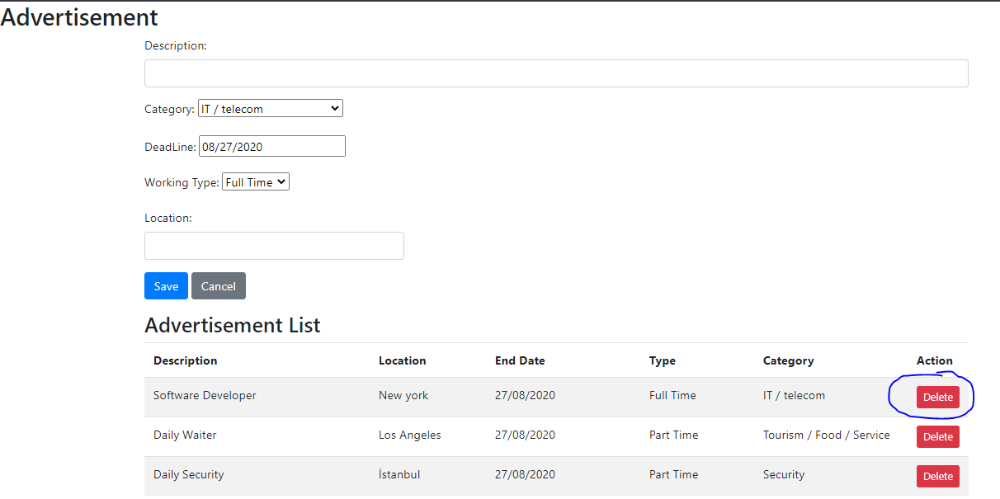 Advertisement
Description:
Category: IT / telecom
DeadLine: 08/27/2020
Working Type: Full Time
Location:
Save Cancel
Advertisement List
Description Location End Date Type Category Action
Software Developer New york 27/08/2020 Full Time IT / telecom Delete
Daily Waiter Los Angeles 27/08/2020 Part Time Tourism / Food / Service Delete
Daily Security İstanbul 27/08/2020 Part Time Security Delete